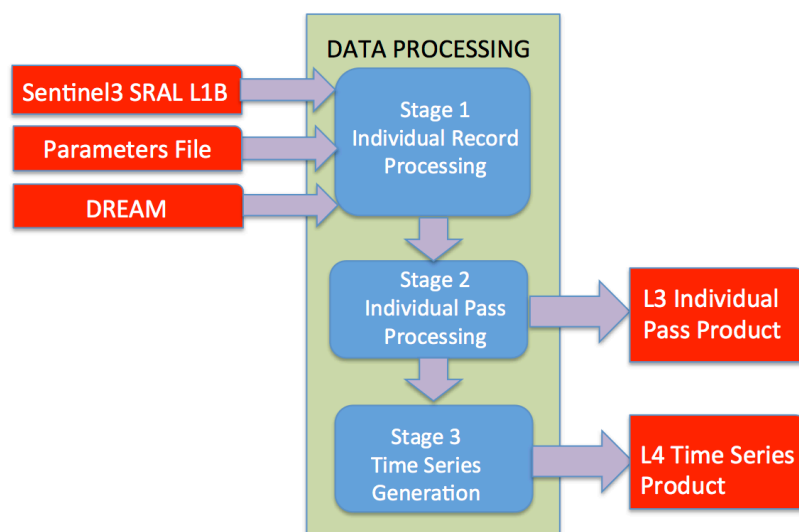 DATA PROCESSING
Sentinel3 SRAL L1B
Parameters File
DREAM
Stage 1
Individual Record
Processing
Stage 2
Individual Pass
Processing
L3 Individual
Pass Product
Stage 3
Time Series
Generation
L4 Time Series
Product